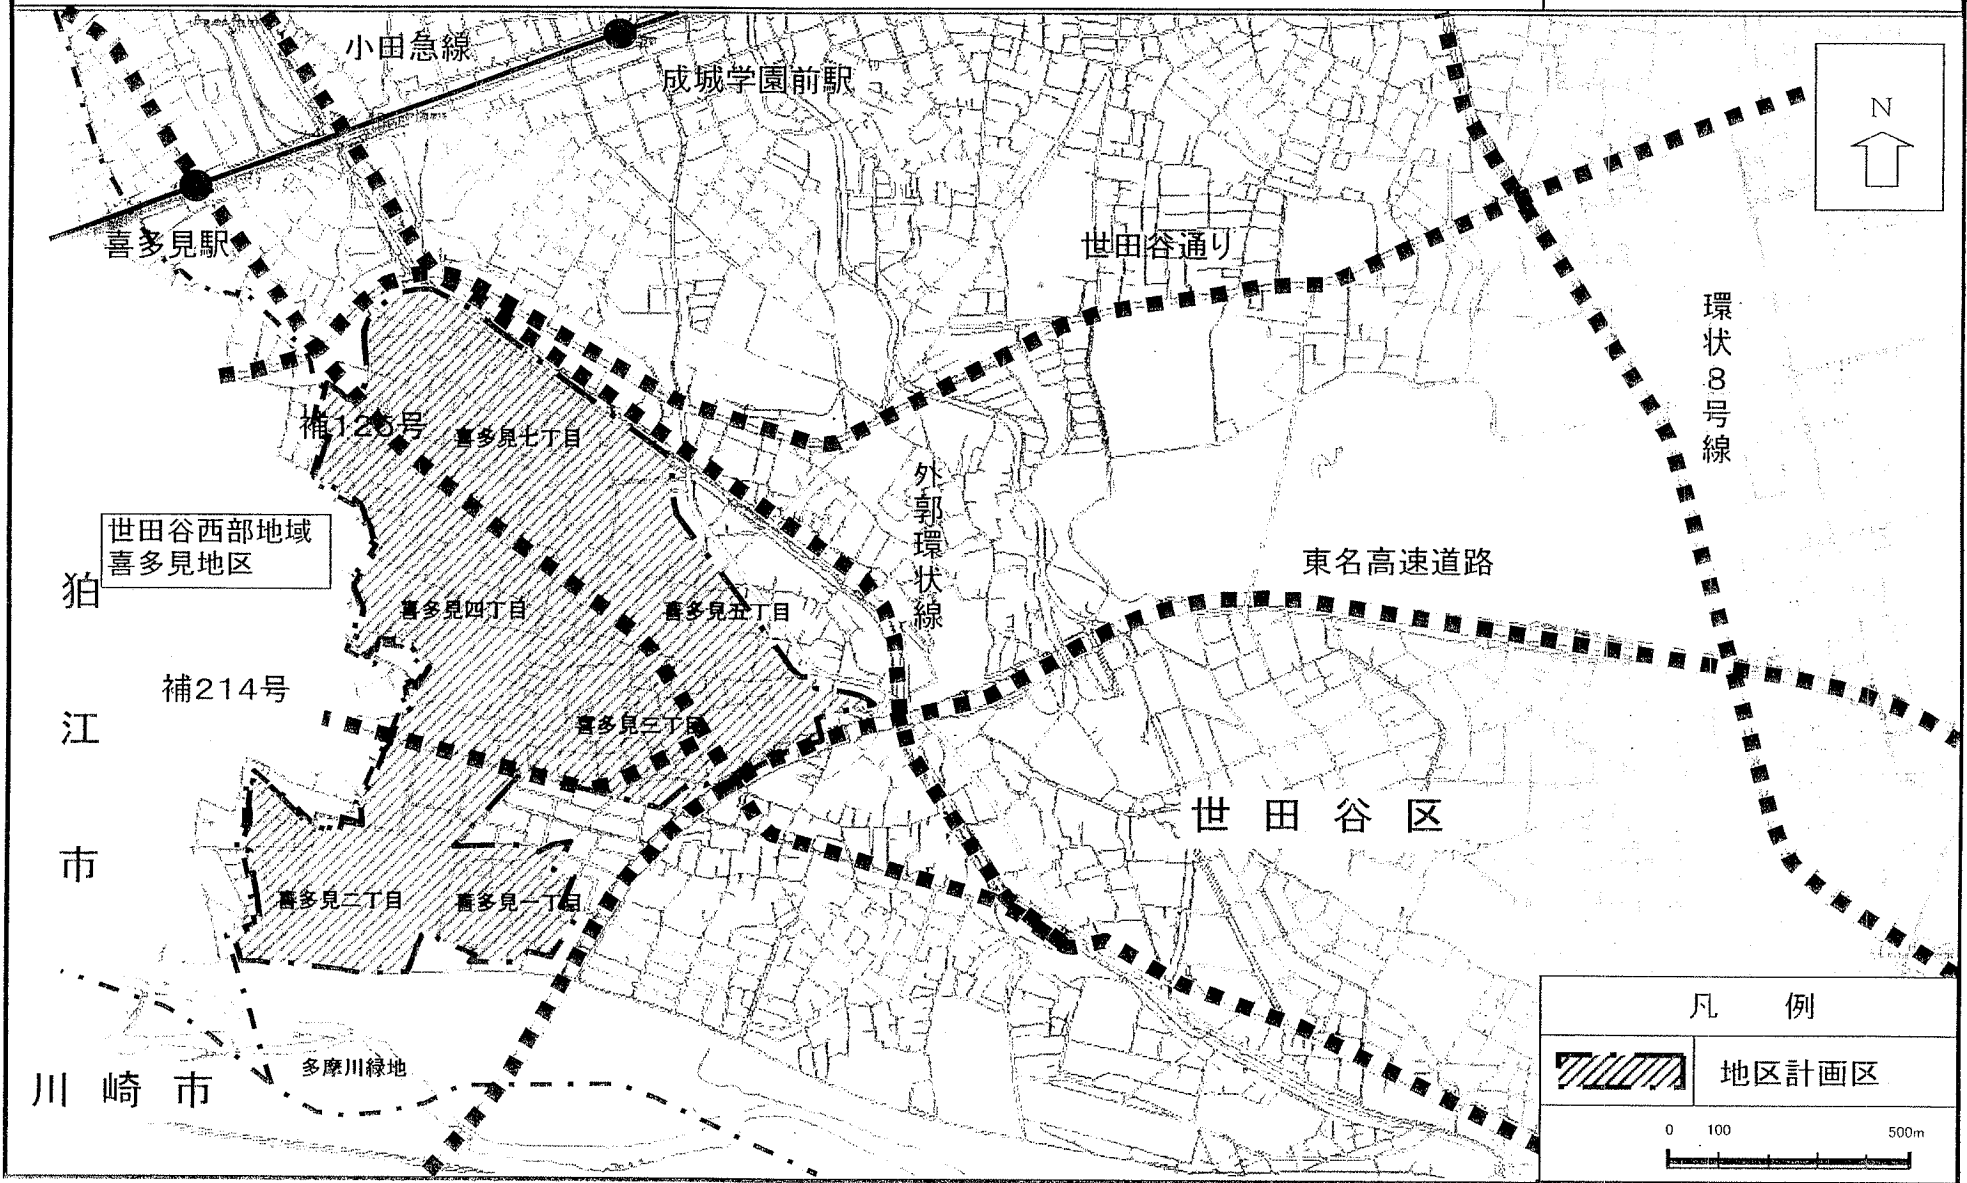 小田急線
成城学園前駅
N
喜多見駅
世田谷通り
環状8号線
補125号
喜多見七丁目
外郭環状線
世田谷西部地域
喜多見地区
東名高速道路
狛江市
喜多見四丁目
喜多見五丁目
補214号
喜多見三丁目
世田谷区
喜多見二丁目
喜多見一丁目
多摩川緑地
川崎市
凡例
地区計画区
0 100 500m